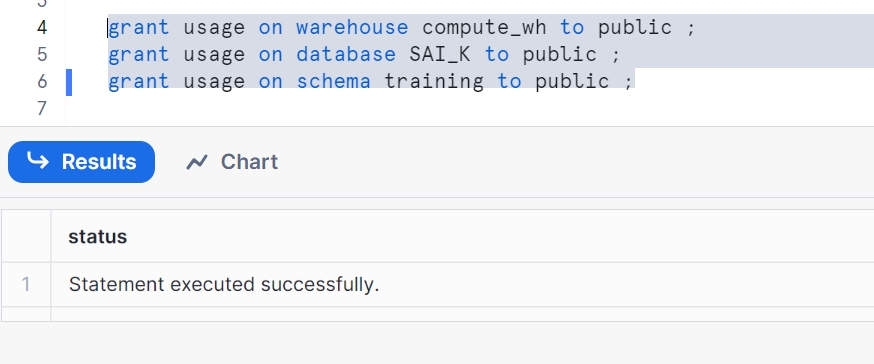 4 grant usage on warehouse compute_wh to public ;
5 grant usage on database SAI_K to public ;
6 grant usage on schema training to public ;
7
Results Chart
status
1 Statement executed successfully.